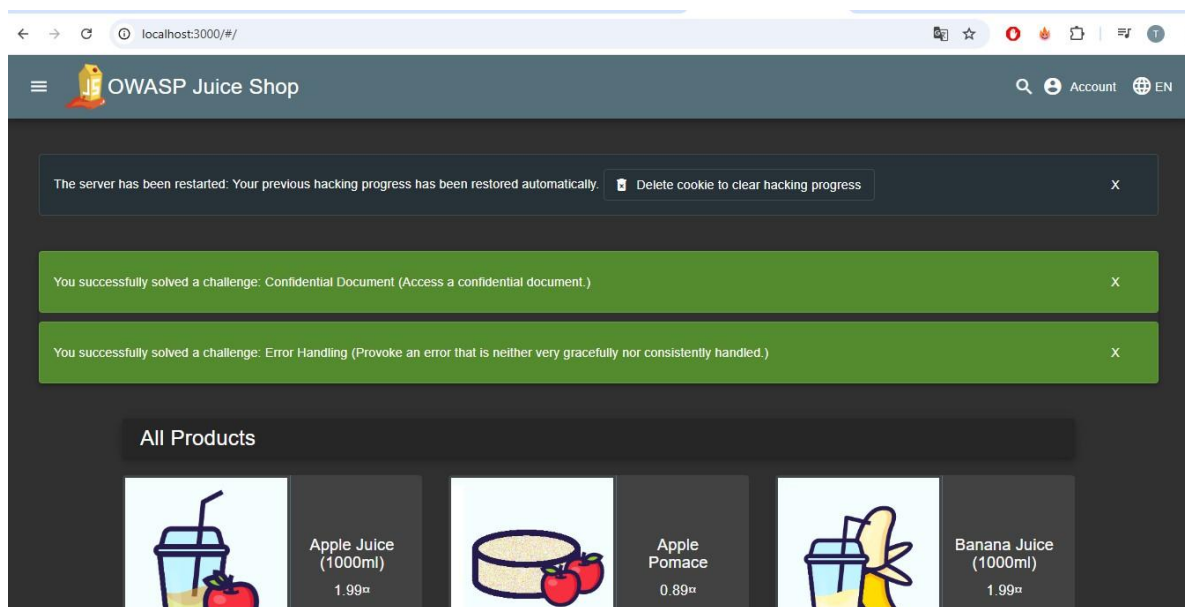 localhost:3000/#/
T
JS
OWASP Juice Shop
Account
EN
The server has been restarted: Your previous hacking progress has been restored automatically.
Delete cookie to clear hacking progress
X
You successfully solved a challenge: Confidential Document (Access a confidential document.)
X
You successfully solved a challenge: Error Handling (Provoke an error that is neither very gracefully nor consistently handled.)
X
All Products
Apple Juice
(1000ml)
1.99¤
Apple
Pomace
0.89¤
Banana Juice
(1000ml)
1.99¤